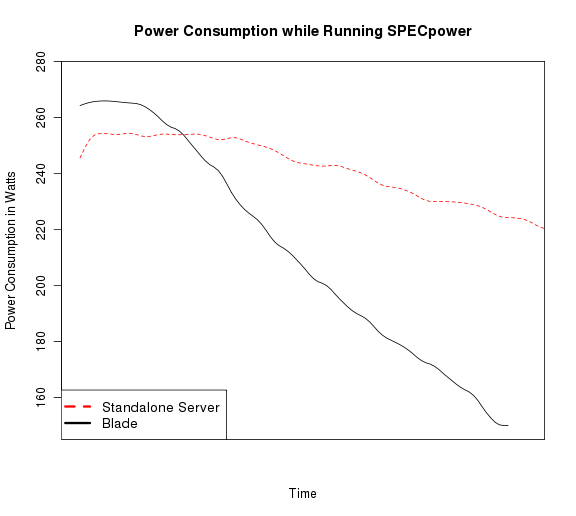 Power Consumption while Running SPECpower
Power Consumption in Watts
280
260
240
220
200
180
160
Standalone Server
Blade
Time